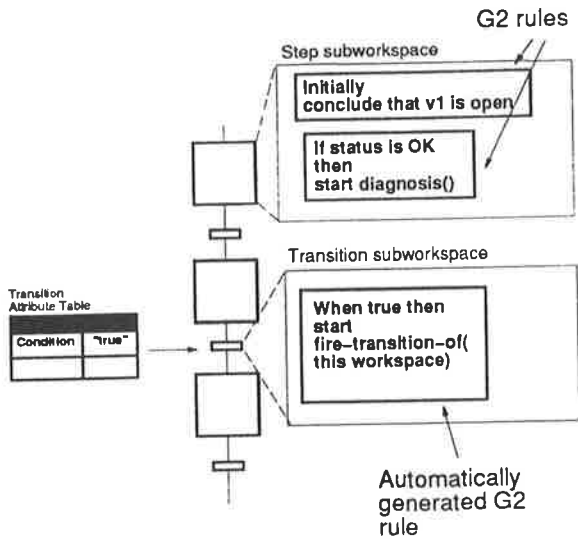 G2 rules
Step subworkspace
Initially
conclude that v1 is open
If status is OK
then
start diagnosis()
Transition subworkspace
Transition
Attribute Table
Condition "true"
When true then
start
fire-transition-of(
this workspace)
Automatically
generated G2
rule